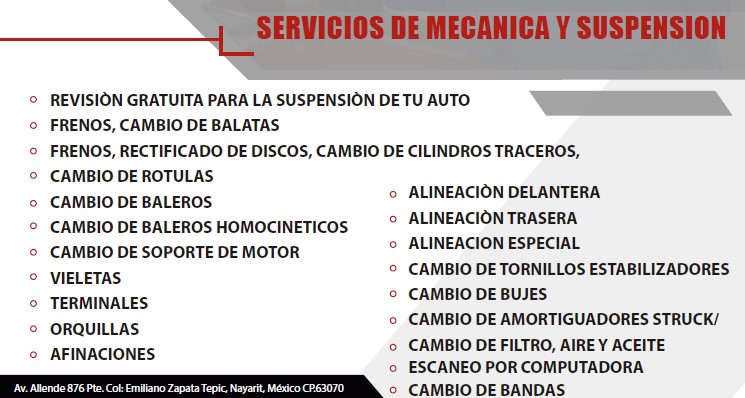 SERVICIOS DE MECANICA Y SUSPENSION
REVISIÒN GRATUITA PARA LA SUSPENSIÒN DE TU AUTO
FRENOS, CAMBIO DE BALATAS
FRENOS, RECTIFICADO DE DISCOS, CAMBIO DE CILINDROS TRACEROS,
CAMBIO DE ROTULAS
CAMBIO DE BALEROS
CAMBIO DE BALEROS HOMOCINETICOS
CAMBIO DE SOPORTE DE MOTOR
VIELETAS
TERMINALES
ORQUILLAS
AFINACIONES
ALINEACIÒN DELANTERA
ALINEACIÒN TRASERA
ALINEACION ESPECIAL
CAMBIO DE TORNILLOS ESTABILIZADORES
CAMBIO DE BUJES
CAMBIO DE AMORTIGUADORES STRUCK/
CAMBIO DE FILTRO, AIRE Y ACEITE
ESCANEO POR COMPUTADORA
CAMBIO DE BANDAS
Av. Allende 876 Pte. Col: Emiliano Zapata Tepic, Nayarit, México CP.63070